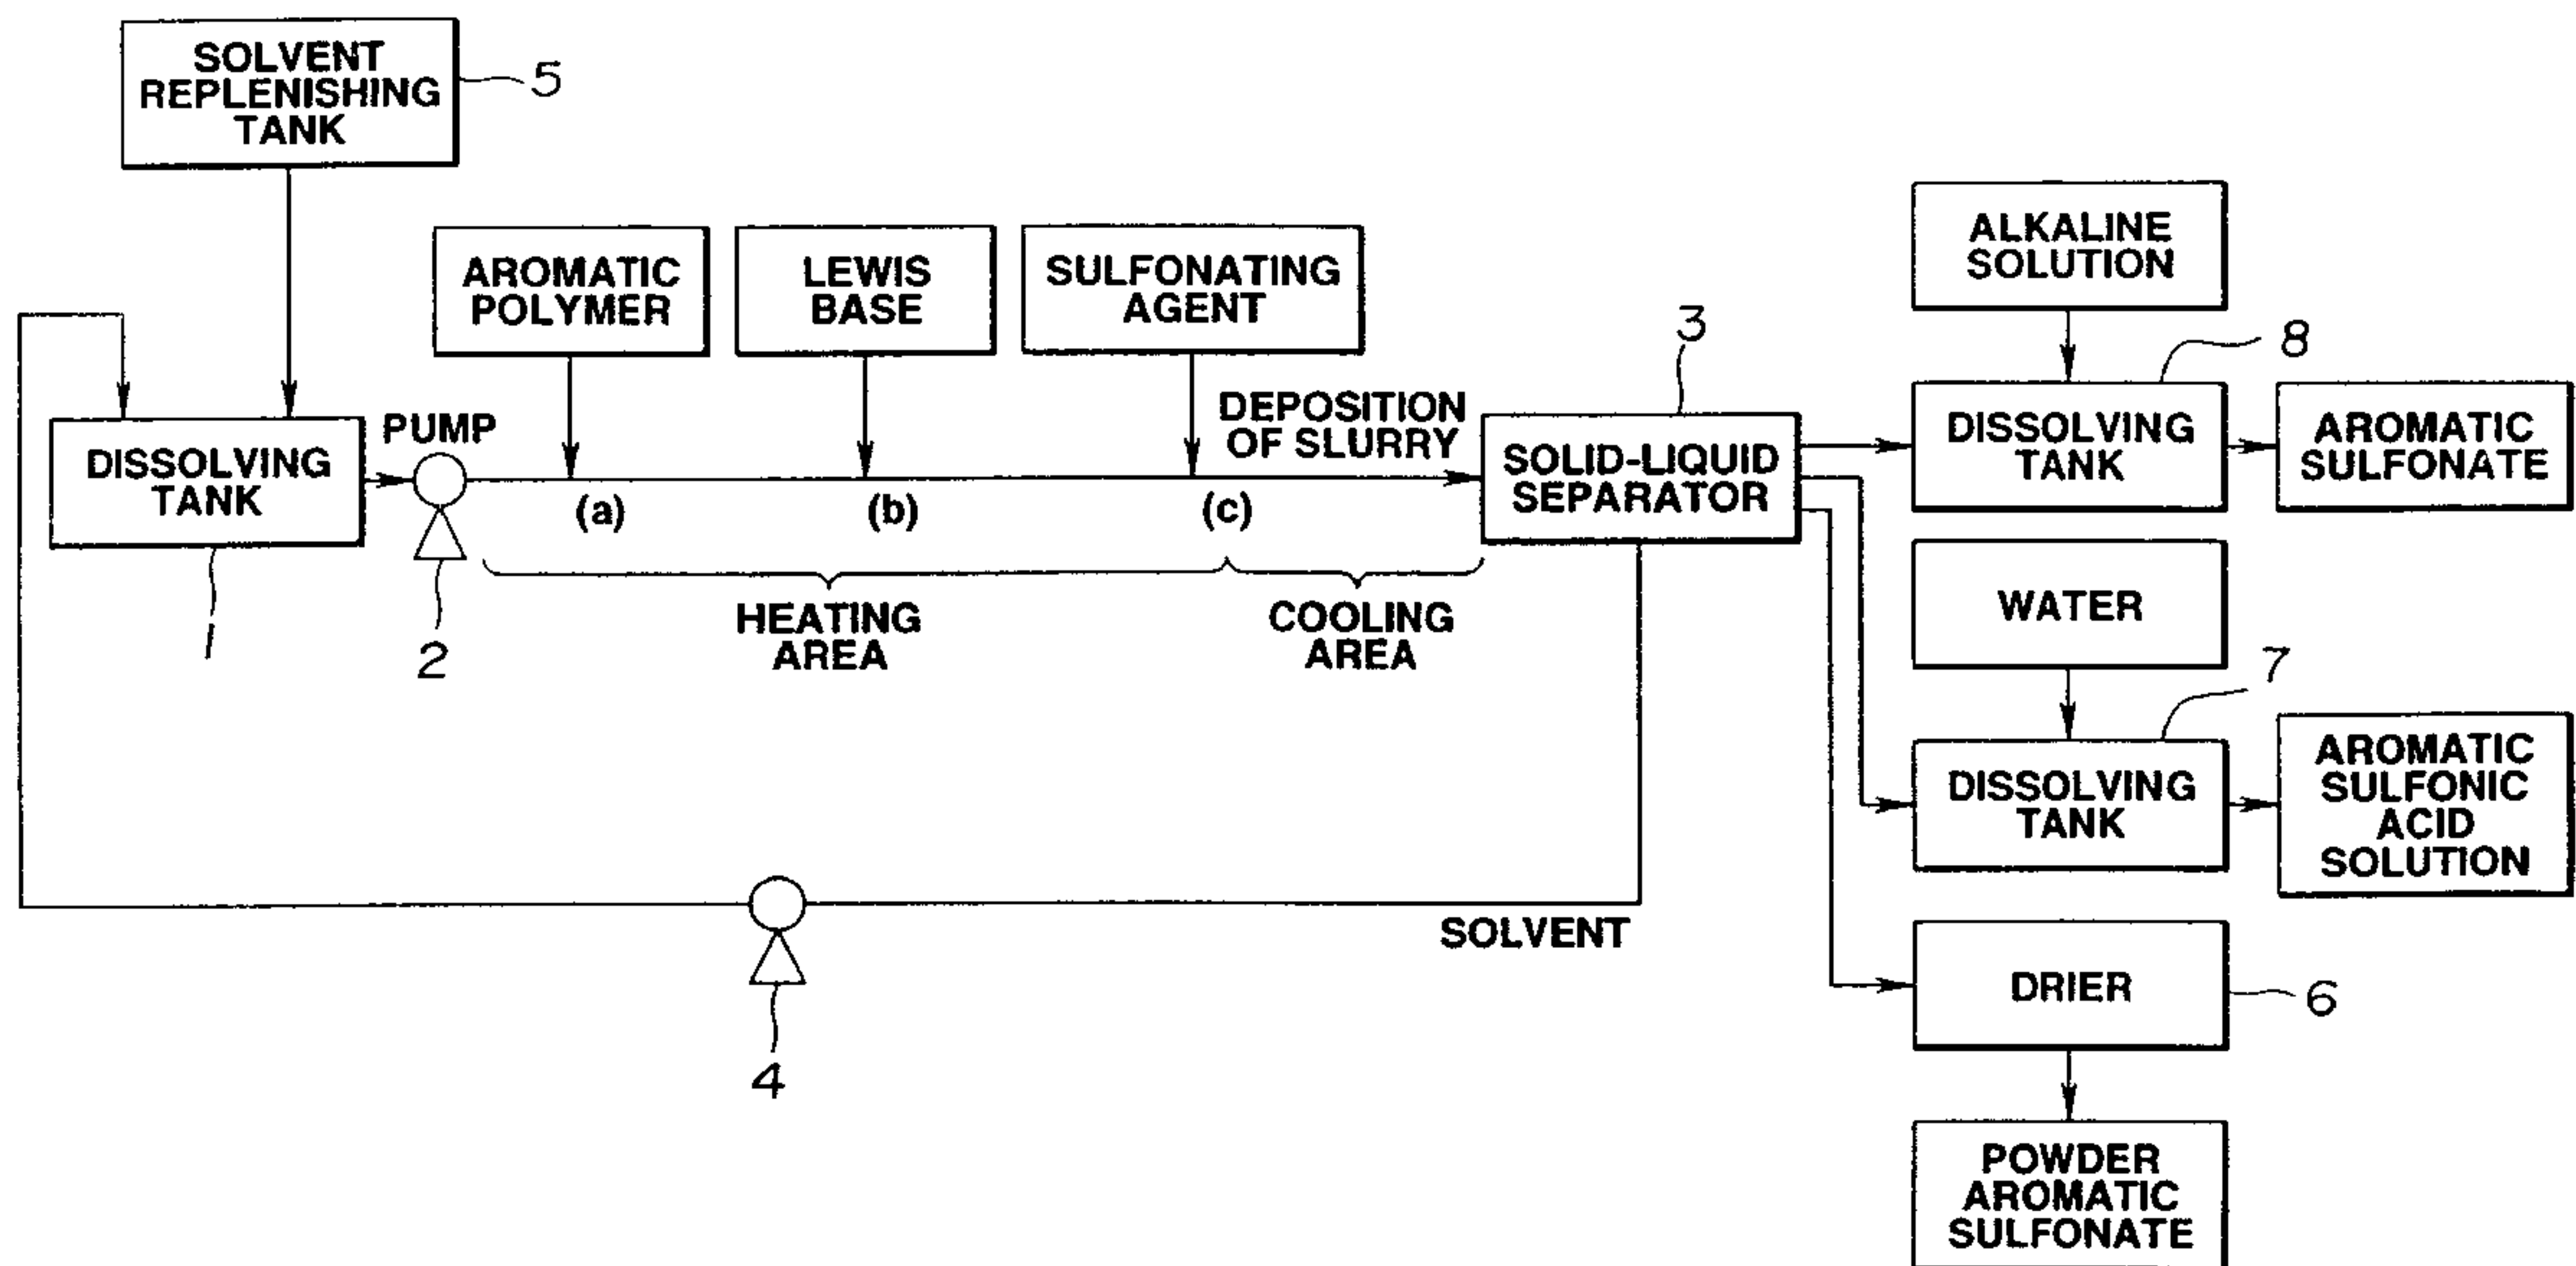 SOLVENT
REPLENISHING
TANK
5
AROMATIC
POLYMER
LEWIS
BASE
SULFONATING
AGENT
DISSOLVING
TANK
1
PUMP
2
(a)
(b)
(c)
DEPOSITION
OF SLURRY
HEATING
AREA
COOLING
AREA
3
SOLID-LIQUID
SEPARATOR
SOLVENT
4
ALKALINE
SOLUTION
8
DISSOLVING
TANK
AROMATIC
SULFONATE
WATER
7
DISSOLVING
TANK
AROMATIC
SULFONIC
ACID
SOLUTION
DRIER
6
POWDER
AROMATIC
SULFONATE